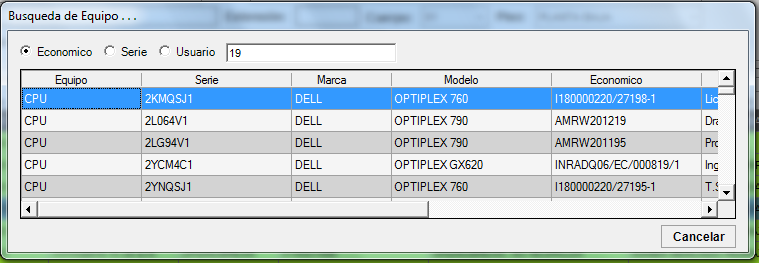 Busqueda de Equipo . . .
Economico Serie Usuario 19
Equipo Serie Marca Modelo Economico
CPU 2KMQSJ1 DELL OPTIPLEX 760 I180000220/27198-1 Lic
CPU 2L064V1 DELL OPTIPLEX 790 AMRW201219 Dra
CPU 2LG94V1 DELL OPTIPLEX 790 AMRW201195 Pro
CPU 2YCM4C1 DELL OPTIPLEX GX620 INRADQ06/EC/000819/1 Ing
CPU 2YNQSJ1 DELL OPTIPLEX 760 I180000220/27195-1 T.S
Cancelar